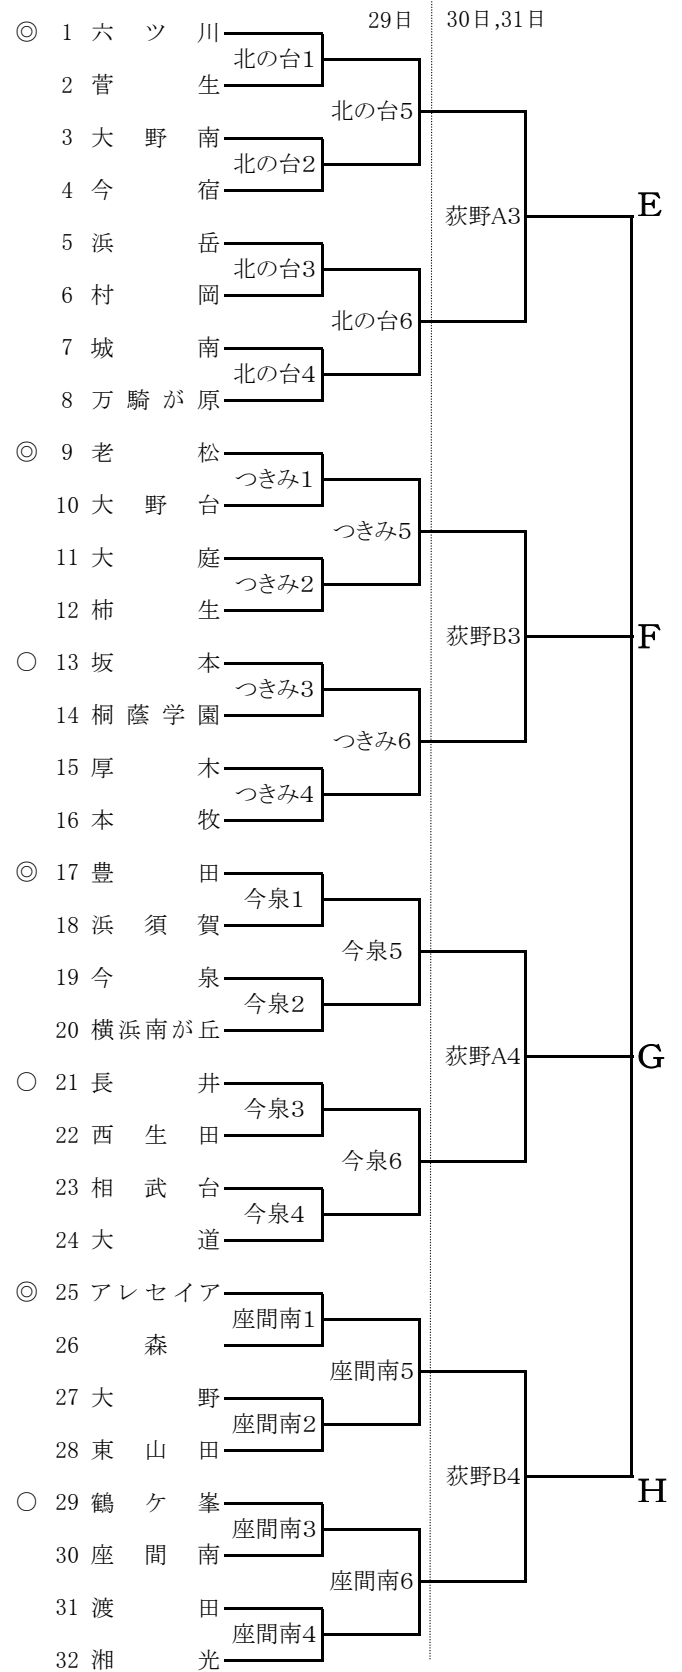 29日 30日,31日
◎ 1 六ツ川
北の台1
2 菅生
北の台5
3 大野南
北の台2
4 今宿
荻野A3 E
5 浜岳
北の台3
6 村岡
北の台6
7 城南
北の台4
8 万騎が原
◎ 9 老松
つきみ1
10 大野台
つきみ5
11 大庭
つきみ2
12 柿生
荻野B3 F
○ 13 坂本
つきみ3
14 桐蔭学園
つきみ6
15 厚木
つきみ4
16 本牧
◎ 17 豊田
今泉1
18 浜須賀
今泉5
19 今泉
今泉2
20 横浜南が丘
荻野A4 G
○ 21 長井
今泉3
22 西生田
今泉6
23 相武台
今泉4
24 大道
◎ 25 アレセイア
座間南1
26 森
座間南5
27 大野
座間南2
28 東山田
荻野B4 H
○ 29 鶴ケ峯
座間南3
30 座間南
座間南6
31 渡田
座間南4
32 湘光